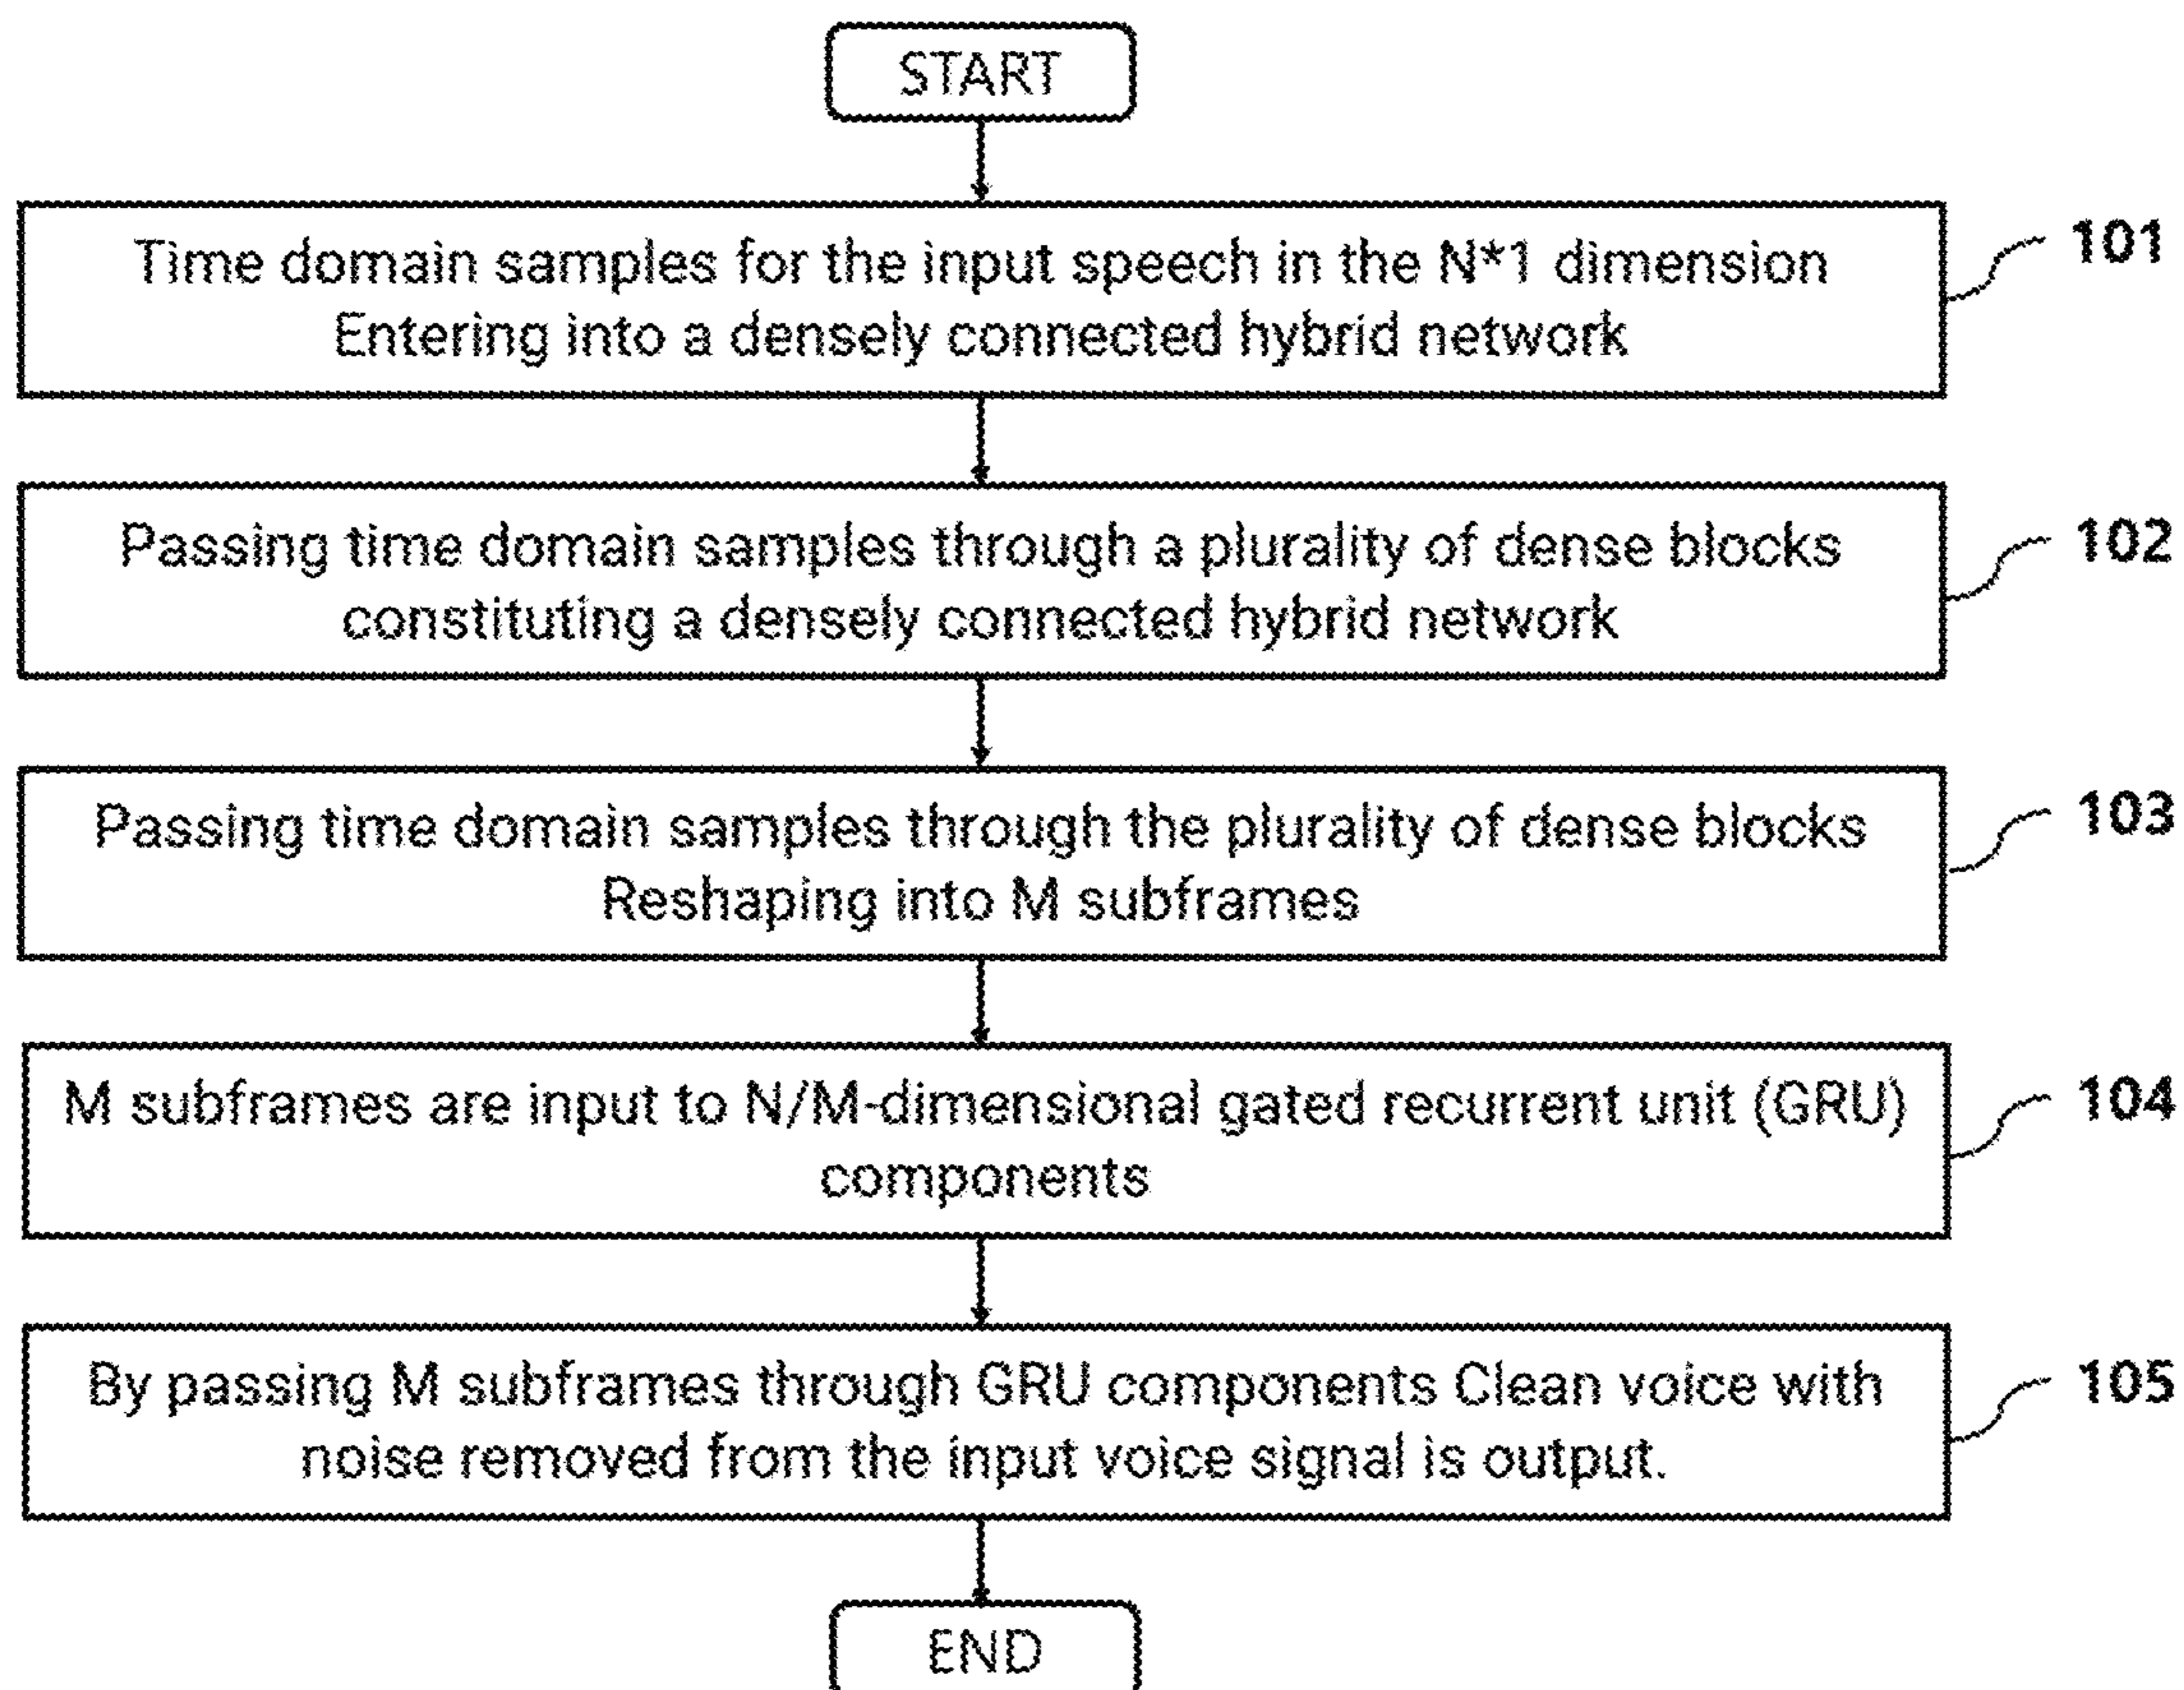 START
Time domain samples for the input speech in the N*1 dimension
Entering into a densely connected hybrid network
101
Passing time domain samples through a plurality of dense blocks
constituting a densely connected hybrid network
102
Passing time domain samples through the plurality of dense blocks
Reshaping into M subframes
103
M subframes are input to N/M-dimensional gated recurrent unit (GRU)
components
104
By passing M subframes through GRU components Clean voice with
noise removed from the input voice signal is output.
105
END